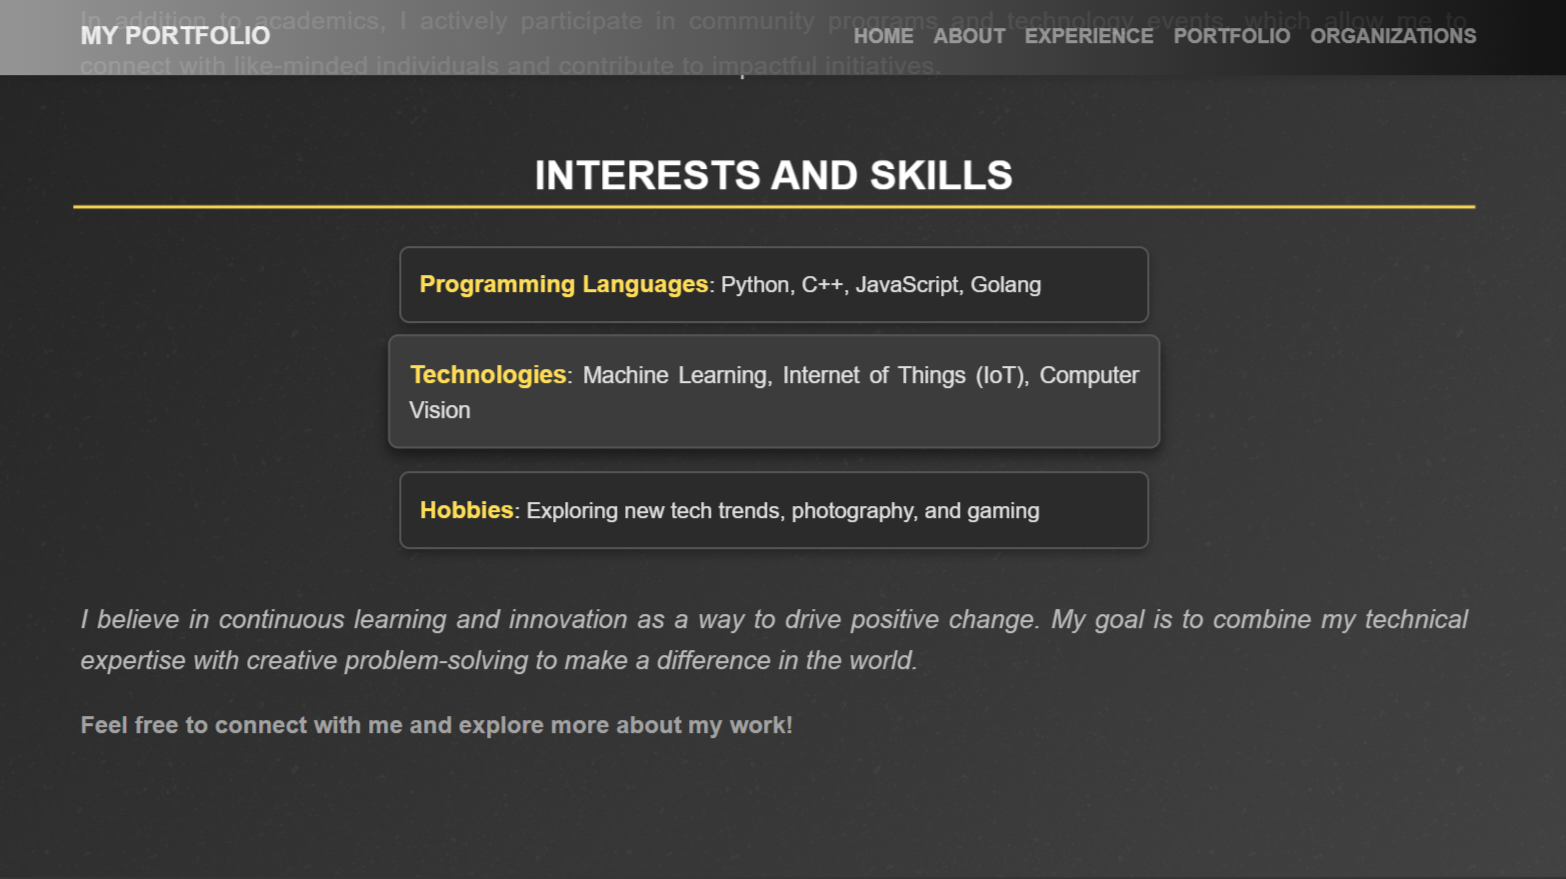 In addition to academics, I actively participate in community programs and technology events, which allow me to
MY PORTFOLIO
HOME ABOUT EXPERIENCE PORTFOLIO ORGANIZATIONS
connect with like-minded individuals and contribute to impactful initiatives.
INTERESTS AND SKILLS
Programming Languages: Python, C++, JavaScript, Golang
Technologies: Machine Learning, Internet of Things (IoT), Computer
Vision
Hobbies: Exploring new tech trends, photography, and gaming
I believe in continuous learning and innovation as a way to drive positive change. My goal is to combine my technical
expertise with creative problem-solving to make a difference in the world.
Feel free to connect with me and explore more about my work!